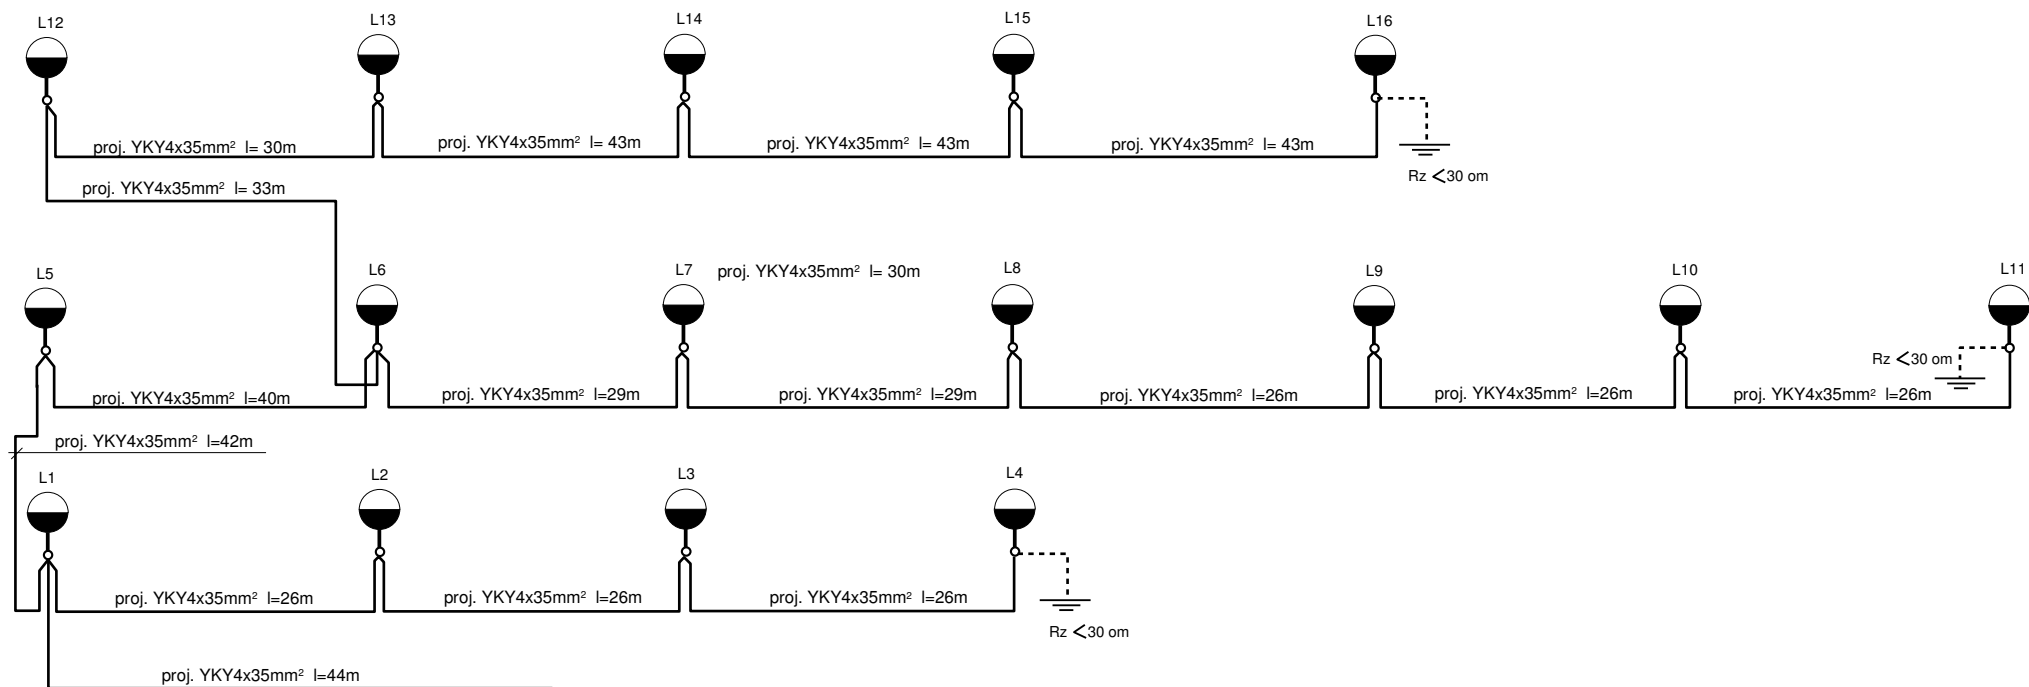 L12 L13 L14 L15 L16
proj. YKY4x35mm² l= 30m proj. YKY4x35mm² l= 43m proj. YKY4x35mm² l= 43m proj. YKY4x35mm² l= 43m
Rz <30 om
proj. YKY4x35mm² l= 33m
L5 L6 L7 proj. YKY4x35mm² l= 30m L8 L9 L10 L11
Rz <30 om
proj. YKY4x35mm² l=40m proj. YKY4x35mm² l=29m proj. YKY4x35mm² l=29m proj. YKY4x35mm² l=26m proj. YKY4x35mm² l=26m proj. YKY4x35mm² l=26m
proj. YKY4x35mm² l=42m
L1 L2 L3 L4
proj. YKY4x35mm² l=26m proj. YKY4x35mm² l=26m proj. YKY4x35mm² l=26m
Rz <30 om
proj. YKY4x35mm² l=44m